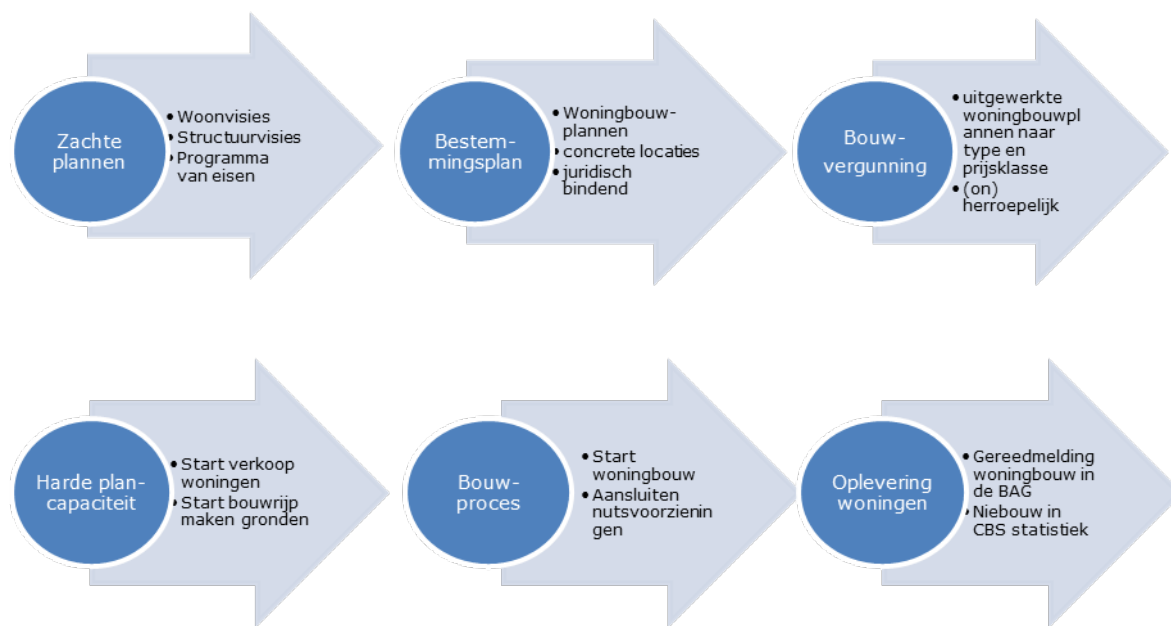 Zachte
plannen
• Woonvisies
• Structuurvisies
• Programma
van eisen
Bestem-
mingsplan
• Woningbouw-
plannen
• concrete locaties
• juridisch
bindend
Bouw-
vergunning
• uitgewerkte
woningbouwpl
annen naar
type en
prijsklasse
• (on)
herroepelijk
Harde plan-
capaciteit
• Start verkoop
woningen
• Start bouwrijp
maken gronden
Bouw-
proces
• Start
woningbouw
• Aansluiten
nutsvoorzienin
gen
Oplevering
woningen
• Gereedmelding
woningbouw in
de BAG
• Niebouw in
CBS statistiek